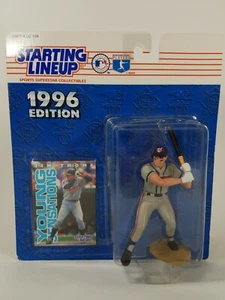 STARTING
LINEUP
SPORTS SUPERSTAR COLLECTIBLES
1996
EDITION
YOUNG
SENSATIONS